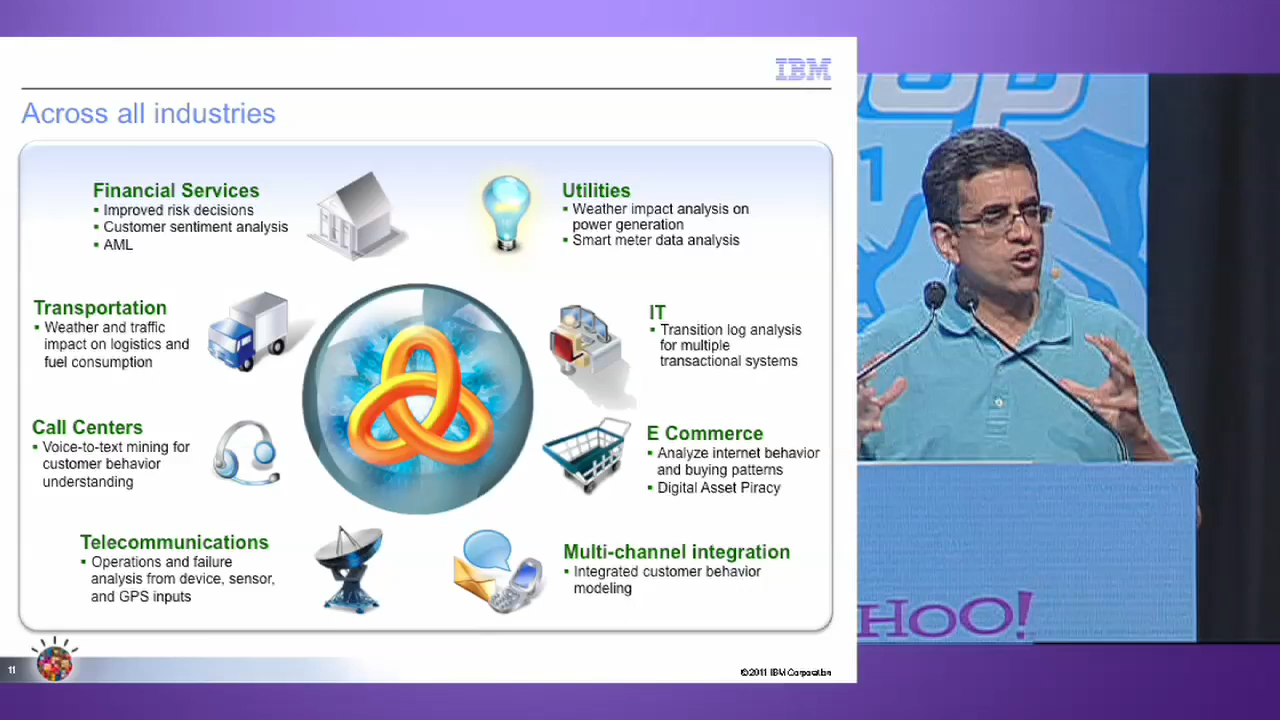 IBM
Across all industries
Financial Services
▪ Improved risk decisions
▪ Customer sentiment analysis
▪ AML
Utilities
▪ Weather impact analysis on
power generation
▪ Smart meter data analysis
Transportation
▪ Weather and traffic
impact on logistics and
fuel consumption
IT
▪ Transition log analysis
for multiple
transactional systems
Call Centers
▪ Voice-to-text mining for
customer behavior
understanding
E Commerce
▪ Analyze internet behavior
and buying patterns
▪ Digital Asset Piracy
Telecommunications
▪ Operations and failure
analysis from device, sensor,
and GPS inputs
Multi-channel integration
▪ Integrated customer behavior
modeling
11
©2011 IBM Corporation
oop
1
HOO!